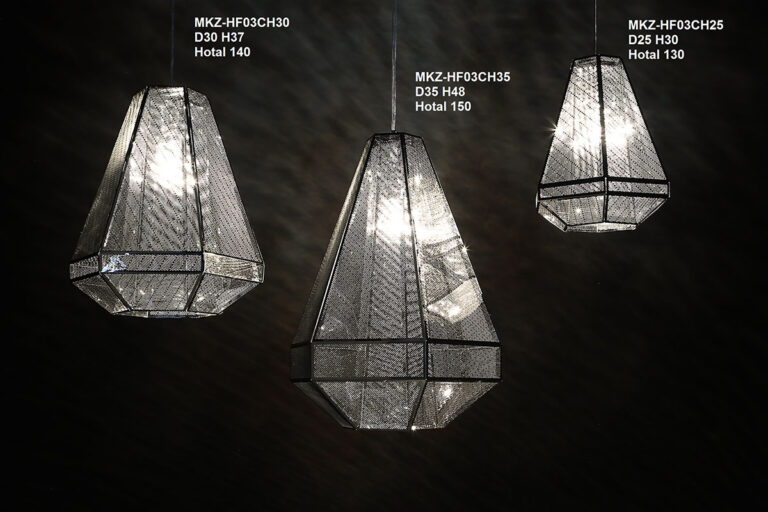 MKZ-HF03CH30
D30 H37
Hotal 140
MKZ-HF03CH35
D35 H48
Hotal 150
MKZ-HF03CH25
D25 H30
Hotal 130